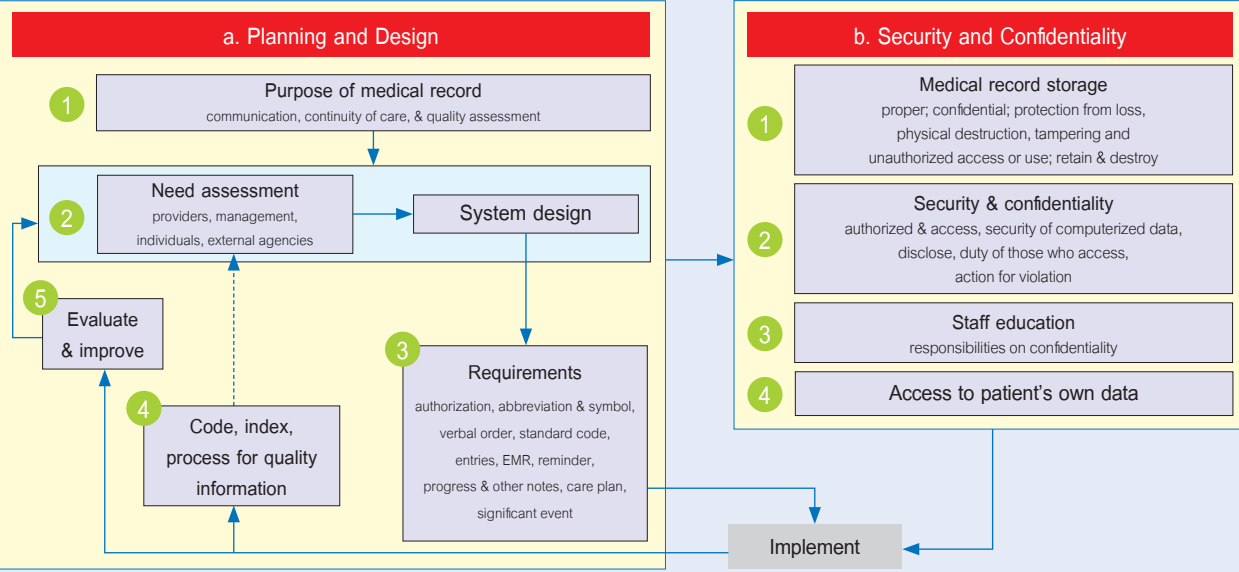 a. Planning and Design
1
Purpose of medical record
communication, continuity of care, & quality assessment
2
Need assessment
providers, management,
individuals, external agencies
System design
5
Evaluate
& improve
4
Code, index,
process for quality
information
3
Requirements
authorization, abbreviation & symbol,
verbal order, standard code,
entries, EMR, reminder,
progress & other notes, care plan,
significant event
b. Security and Confidentiality
1
Medical record storage
proper; confidential; protection from loss,
physical destruction, tampering and
unauthorized access or use; retain & destroy
2
Security & confidentiality
authorized & access, security of computerized data,
disclose, duty of those who access,
action for violation
3
Staff education
responsibilities on confidentiality
4
Access to patient's own data
Implement